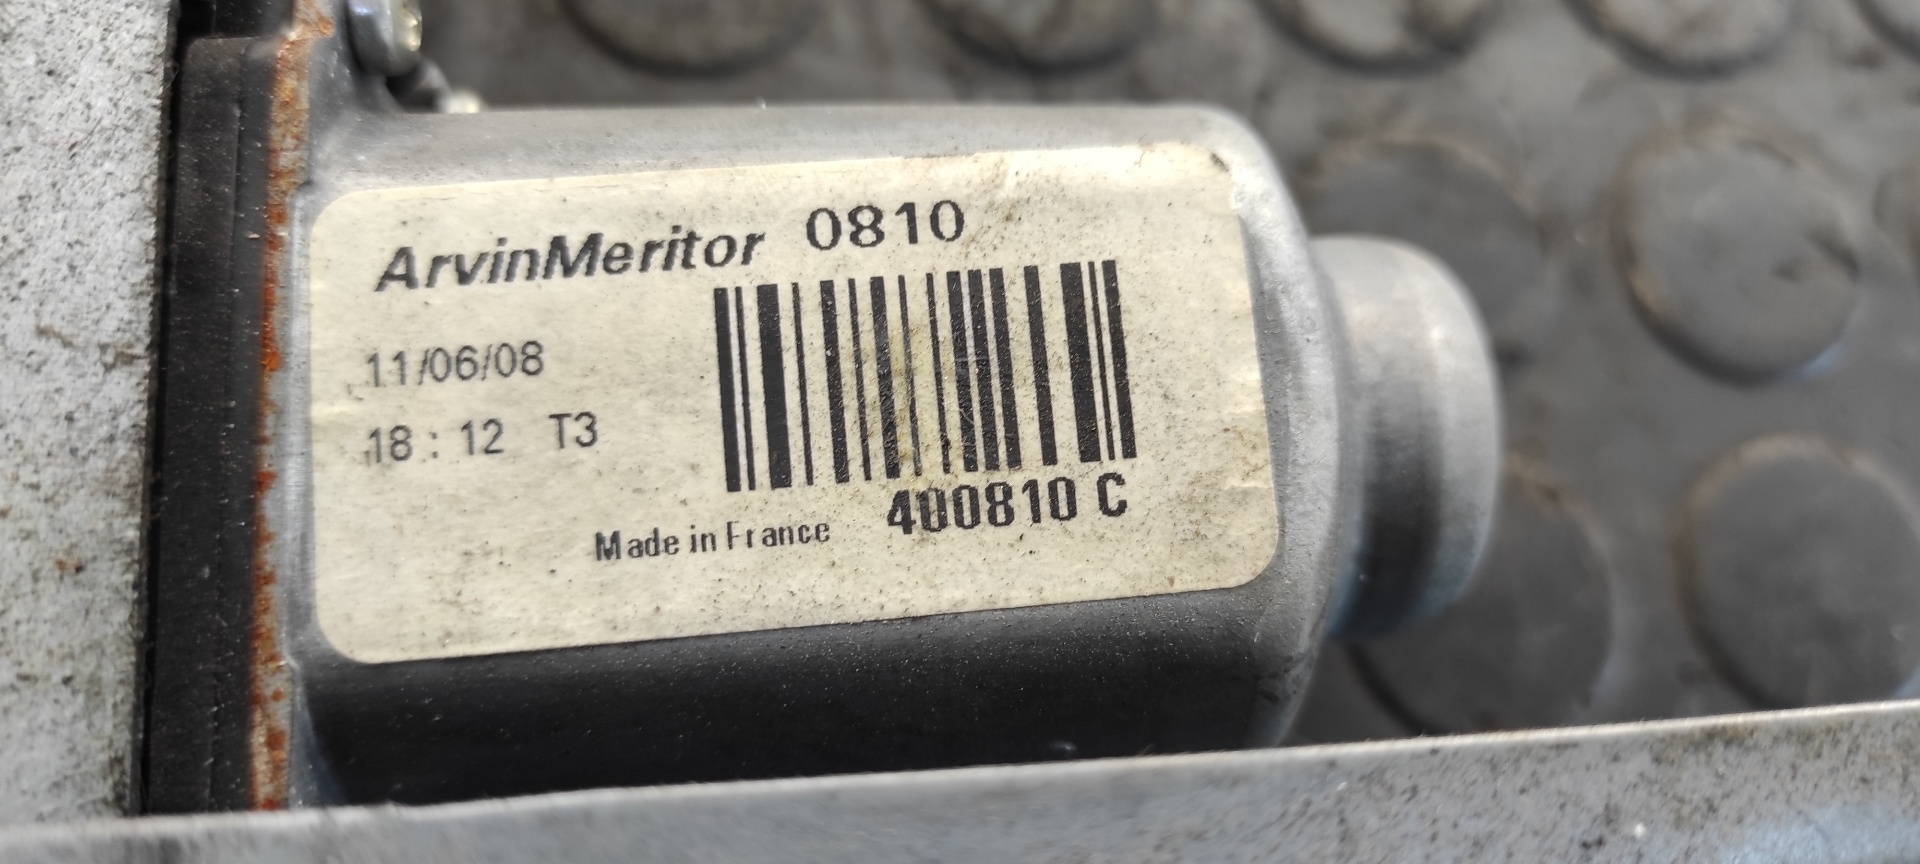 ArvinMeritor 0810
11/06/08
18 : 12 T3
400810 C
Made in France